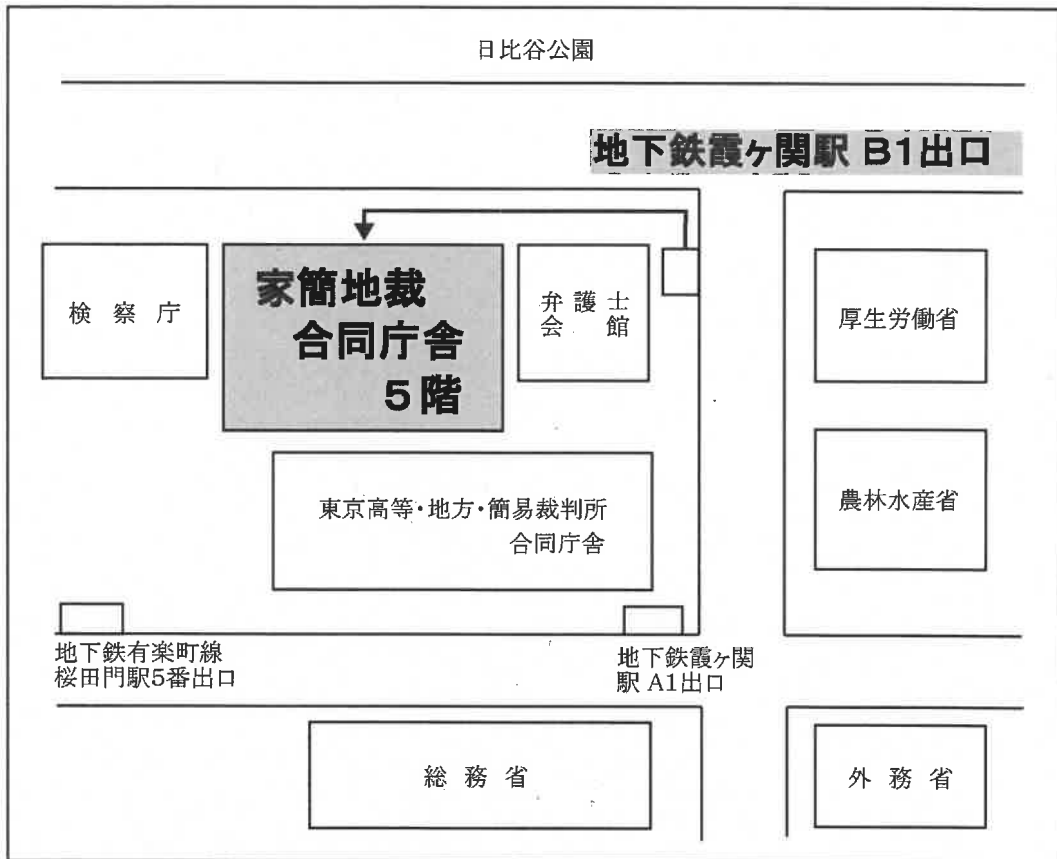 日比谷公園
地下鉄霞ヶ関駅 B1出口
検察庁
家簡地裁
合同庁舎
5階
弁護士
会館
厚生労働省
東京高等・地方・簡易裁判所
合同庁舎
農林水産省
地下鉄有楽町線
桜田門駅5番出口
地下鉄霞ヶ関
駅 A1出口
総務省
外務省